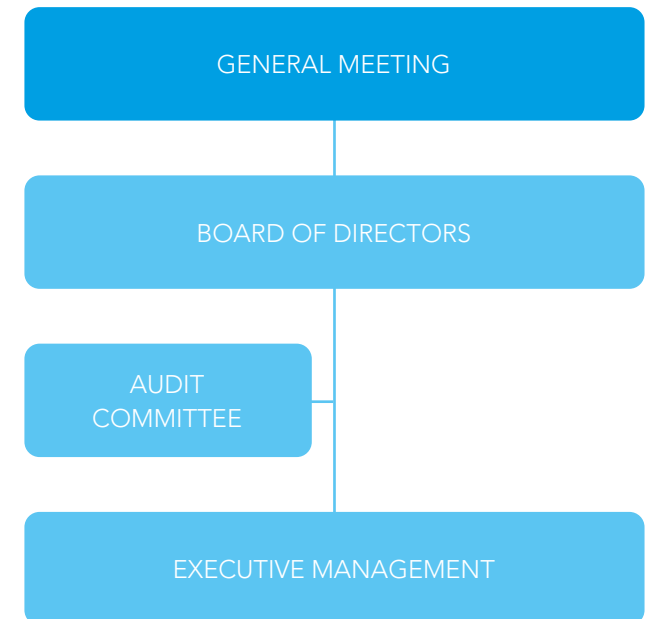 GENERAL MEETING
BOARD OF DIRECTORS
AUDIT
COMMITTEE
EXECUTIVE MANAGEMENT